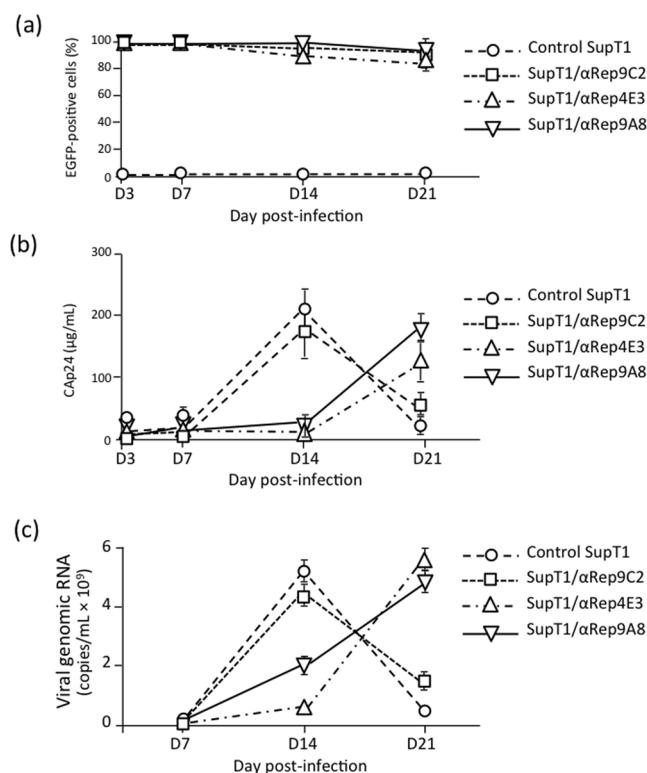 (a)
EGFP-positive cells (%)
100
80
60
40
20
0
D3 D7 D14 D21
Day post-infection
Control SupT1
SupT1/αRep9C2
SupT1/αRep4E3
SupT1/αRep9A8
(b)
CAp24 (µg/mL)
300
200
100
0
D3 D7 D14 D21
Day post-infection
Control SupT1
SupT1/αRep9C2
SupT1/αRep4E3
SupT1/αRep9A8
(c)
Viral genomic RNA
(copies/mL × 10⁹)
6
4
2
0
D7 D14 D21
Day post-infection
Control SupT1
SupT1/αRep9C2
SupT1/αRep4E3
SupT1/αRep9A8